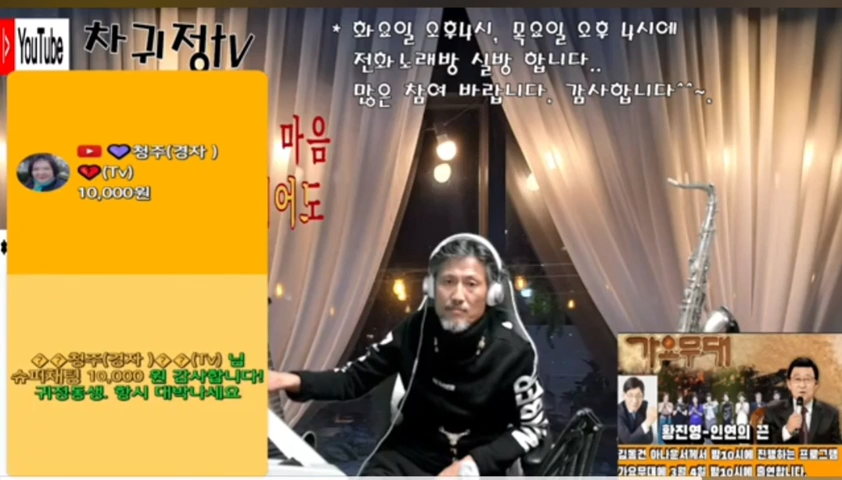 YouTube 차귀정tv
* 화요일 오후4시, 목요일 오후 4시에
전화노래방 실방 합니다..
많은 참여 바랍니다. 감사합니다^^~.
마음
어도
청주(경자 )
(Tv)
10,000원
청주(경자 )��(Tv) 님
슈퍼채팅 10,000 원 감사합니다!
귀정동생. 항시 대박나세요
가요무대
황진영-인연의 끈
김동건 아나운서께서 밤10시에 진행하는 프로그램
가요무대에 3월 4일 밤10시에 출연합니다.